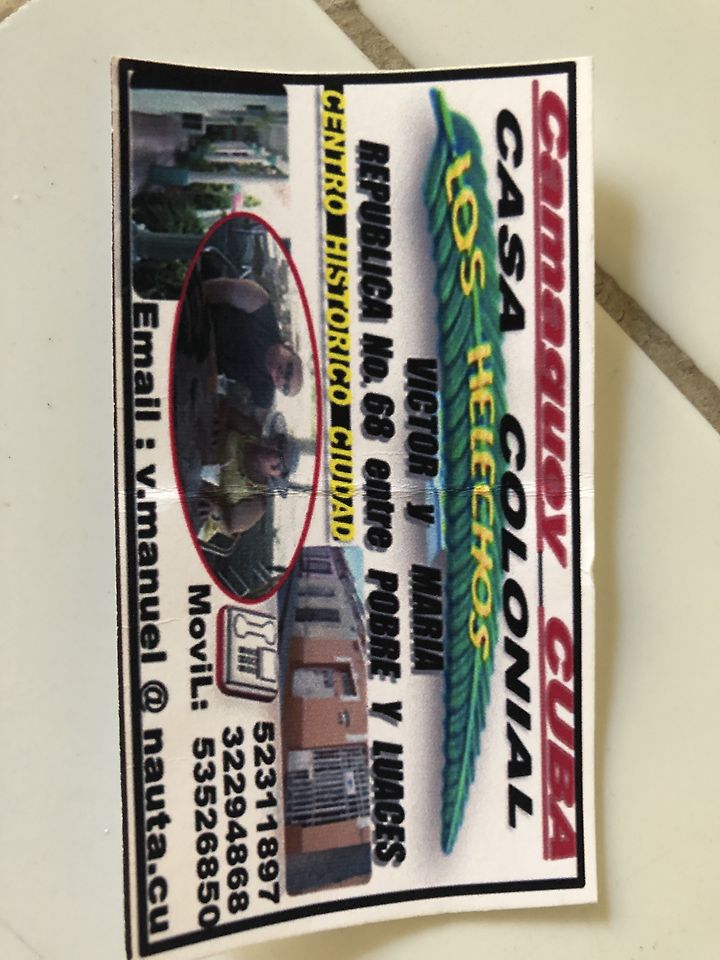 Camaguey CUBA
CASA COLONIAL
LOS HELECHOS
VICTOR y MARIA
REPUBLICA No. 68 entre POBRE Y LUACES
CENTRO HISTORICO CIUDAD
52311897
32294868
MoviL: 53526850
Email : v.manuel @ nauta.cu